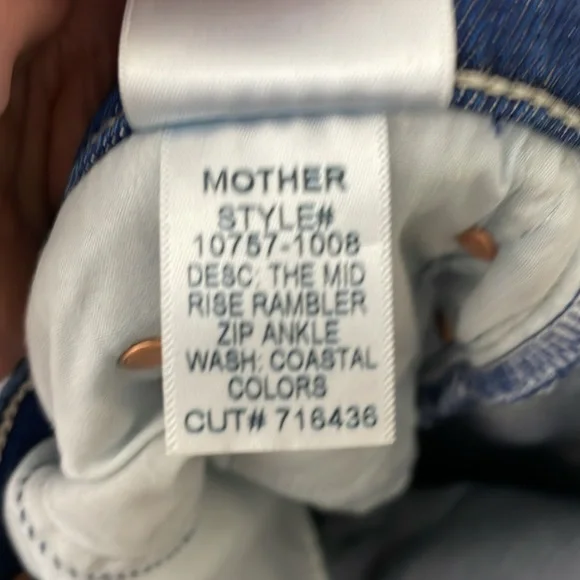 MOTHER
STYLE#
10757-1008
DESC: THE MID
RISE RAMBLER
ZIP ANKLE
WASH: COASTAL
COLORS
CUT# 716436